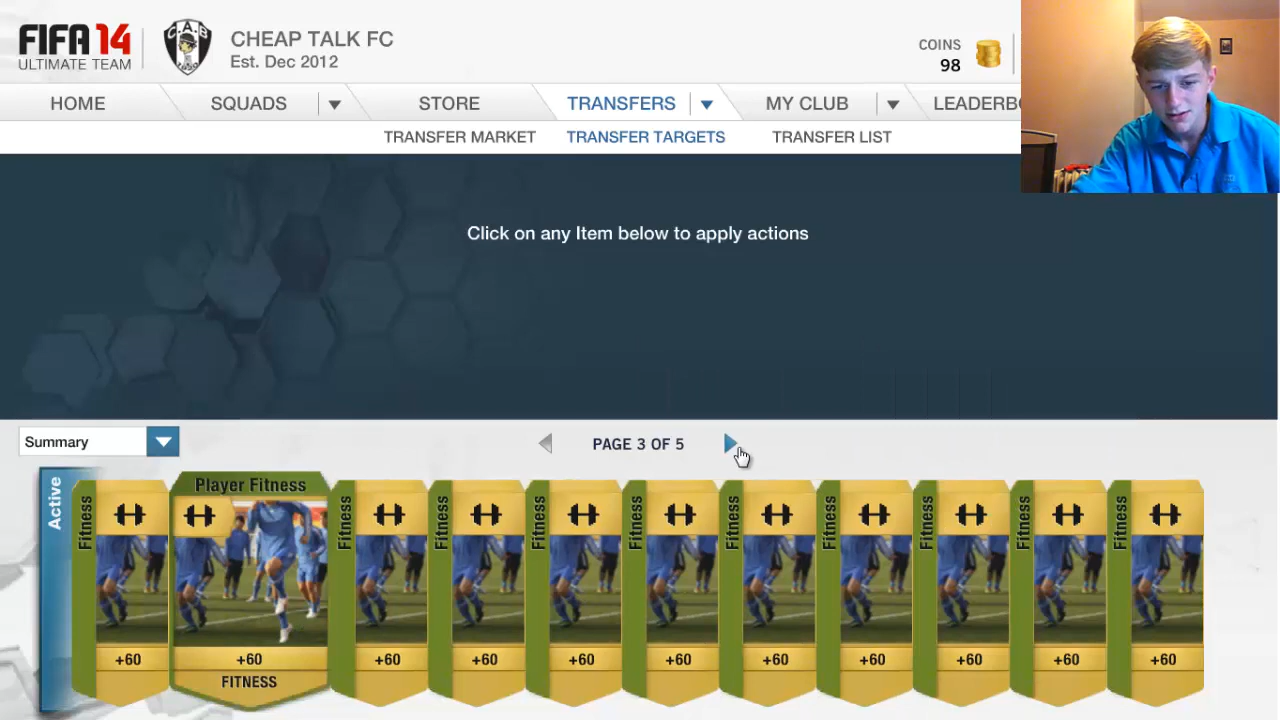 FIFA 14
ULTIMATE TEAM
CAB
CHEAP TALK FC
Est. Dec 2012
COINS
98
HOME
SQUADS
STORE
TRANSFERS
MY CLUB
LEADERBO
TRANSFER MARKET
TRANSFER TARGETS
TRANSFER LIST
Click on any Item below to apply actions
Summary
PAGE 3 OF 5
Active
Fitness
Player Fitness
Fitness
Fitness
Fitness
Fitness
Fitness
Fitness
Fitness
Fitness
Fitness
+60
+60
+60
+60
+60
+60
+60
+60
+60
+60
+60
FITNESS